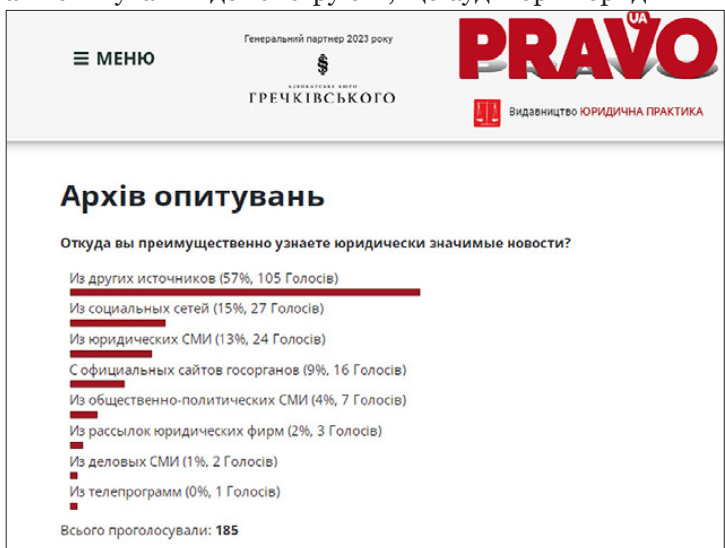 ☰ МЕНЮ
Генеральний партнер 2023 року
АДВОКАТСЬКЕ БЮРО
ГРЕЧКІВСЬКОГО
PRAVO
UA
Видавництво ЮРИДИЧНА ПРАКТИКА
Архів опитувань
Откуда вы преимущественно узнаете юридически значимые новости?
Из других источников (57%, 105 Голосів)
Из социальных сетей (15%, 27 Голосів)
Из юридических СМИ (13%, 24 Голосів)
С официальных сайтов госорганов (9%, 16 Голосів)
Из общественно-политических СМИ (4%, 7 Голосів)
Из рассылок юридических фирм (2%, 3 Голосів)
Из деловых СМИ (1%, 2 Голосів)
Из телепрограмм (0%, 1 Голосів)
Всього проголосували: 185